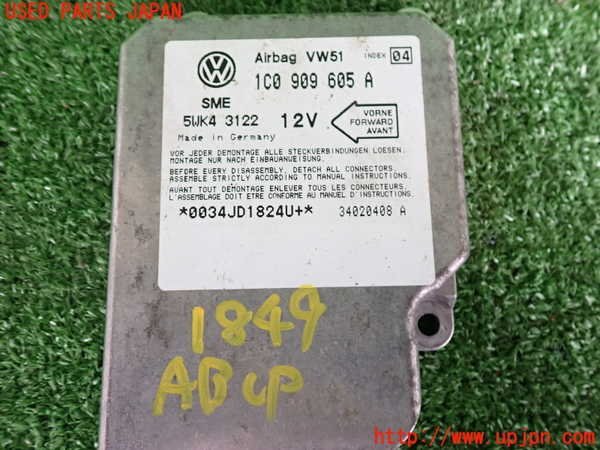 USED PARTS JAPAN
Airbag VW51 INDEX 04
1C0 909 605 A
SME
5WK4 3122 12V
VORNE
FORWARD
AVANT
Made in Germany
VOR JEDER DEMONTAGE ALLE STECKVERBINDUNGEN LOESEN.
MONTAGE NUR NACH EINBAUANWEISUNG.
BEFORE EVERY DISASSEMBLY, DETACH ALL CONNECTORS.
ASSEMBLE STRICTLY ACCORDING TO MANUAL INSTRUCTIONS.
AVANT TOUT DEMONTAGE ENLEVER TOUS LES CONNECTEURS.
L'ASSEMBLAGE DOIT ETRE CONFORME AU MANUEL D'INSTRUCTIONS.
*0034JD1824U+* 34020408 A
1849
ABCP
UPJ
http://www.upjpn.com